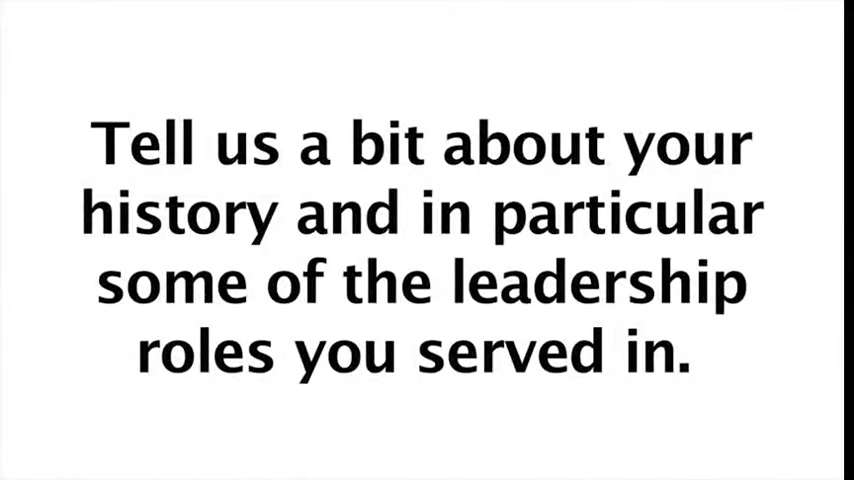 Tell us a bit about your
history and in particular
some of the leadership
roles you served in.